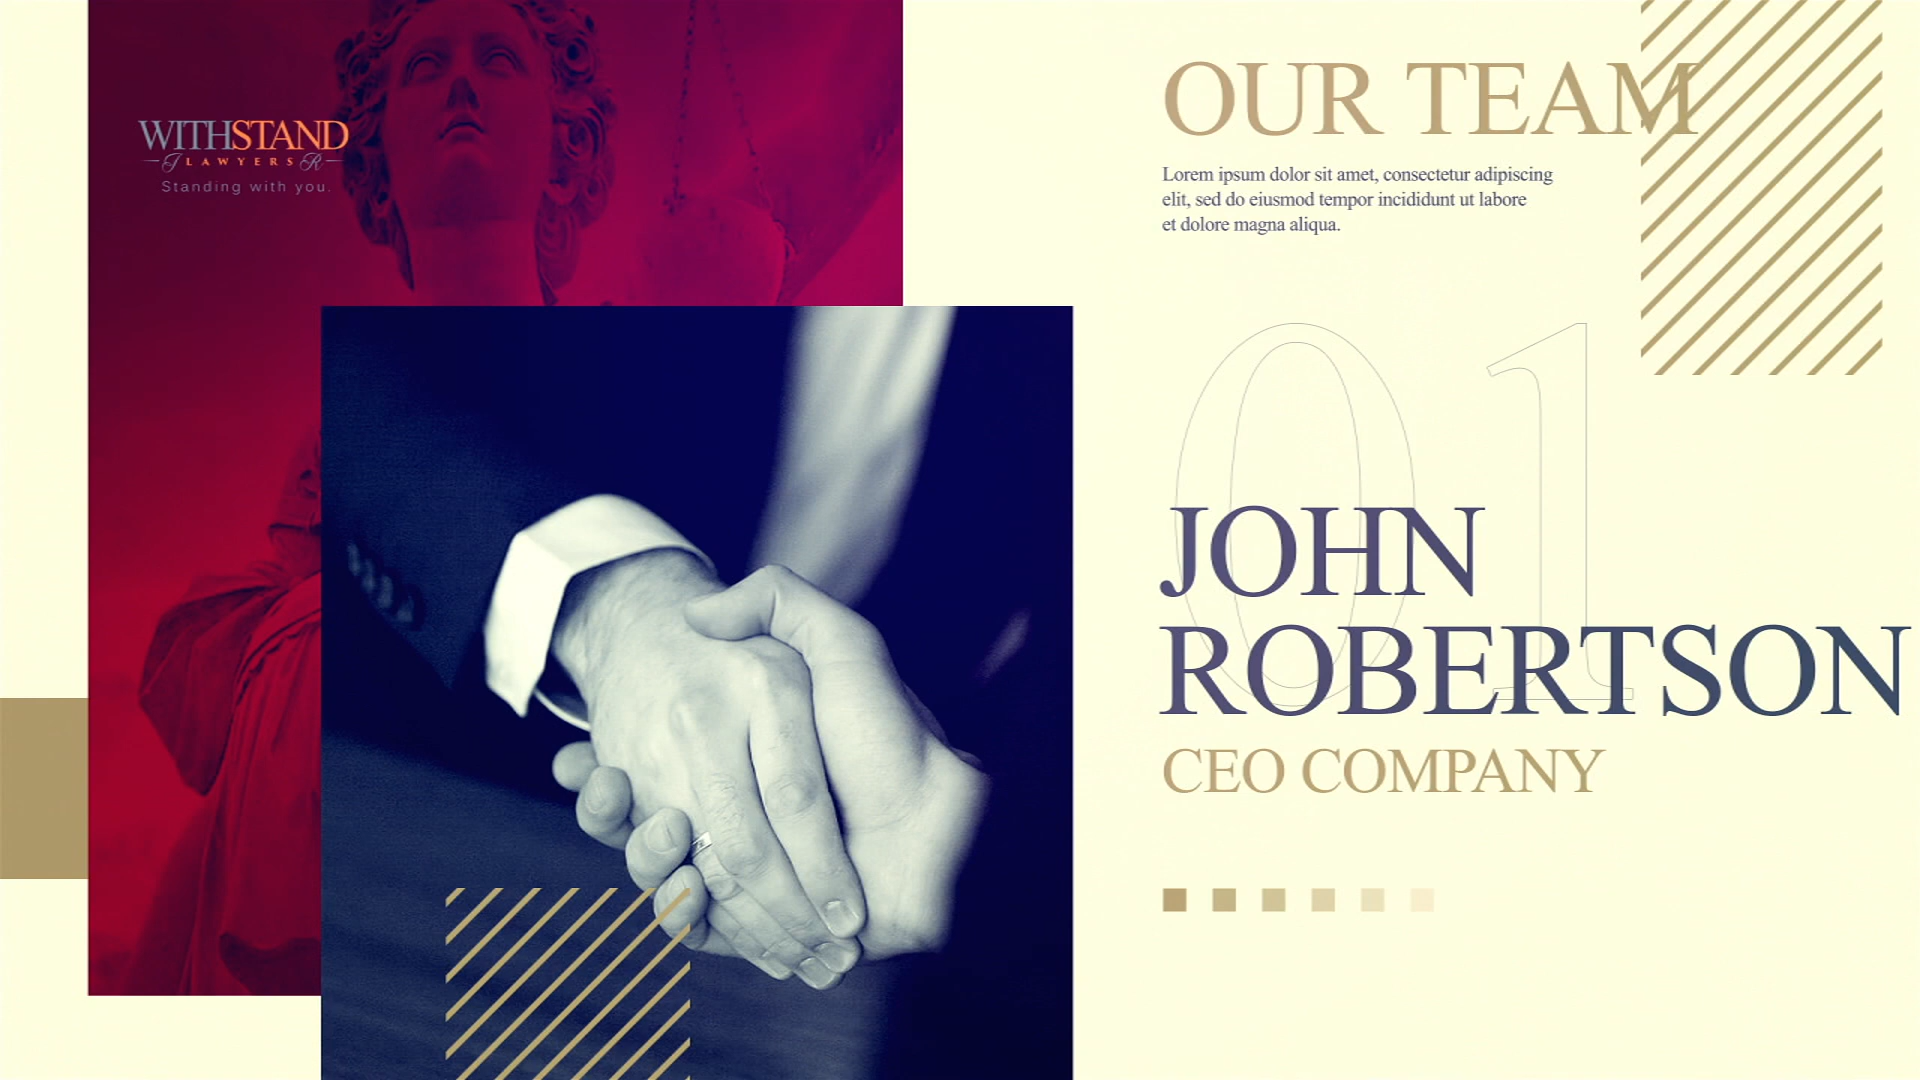 WITHSTAND
J LAWYERS R
Standing with you.
OUR TEAM
Lorem ipsum dolor sit amet, consectetur adipiscing
elit, sed do eiusmod tempor incididunt ut labore
et dolore magna aliqua.
01
JOHN
ROBERTSON
CEO COMPANY